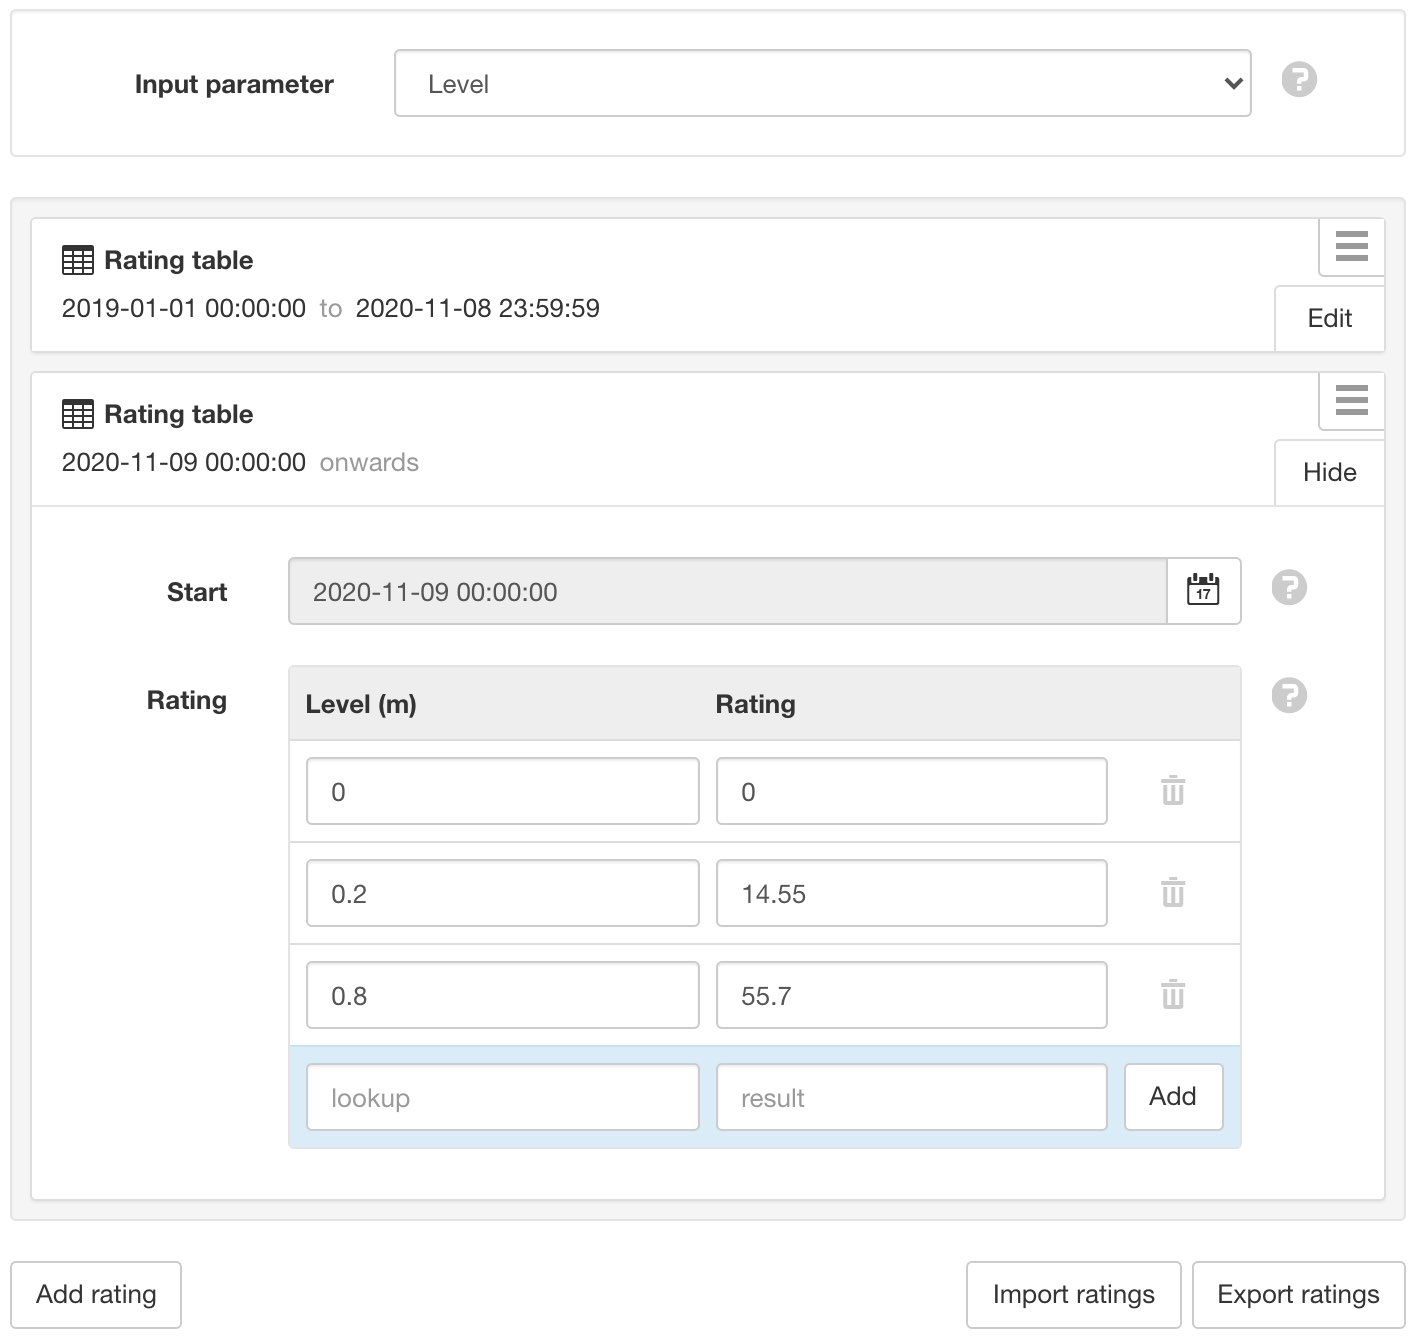 Input parameter Level ?
Rating table
2019-01-01 00:00:00 to 2020-11-08 23:59:59
Edit
Rating table
2020-11-09 00:00:00 onwards
Hide
Start 2020-11-09 00:00:00 17 ?
Rating Level (m) Rating ?
0 0
0.2 14.55
0.8 55.7
lookup result Add
Add rating Import ratings Export ratings